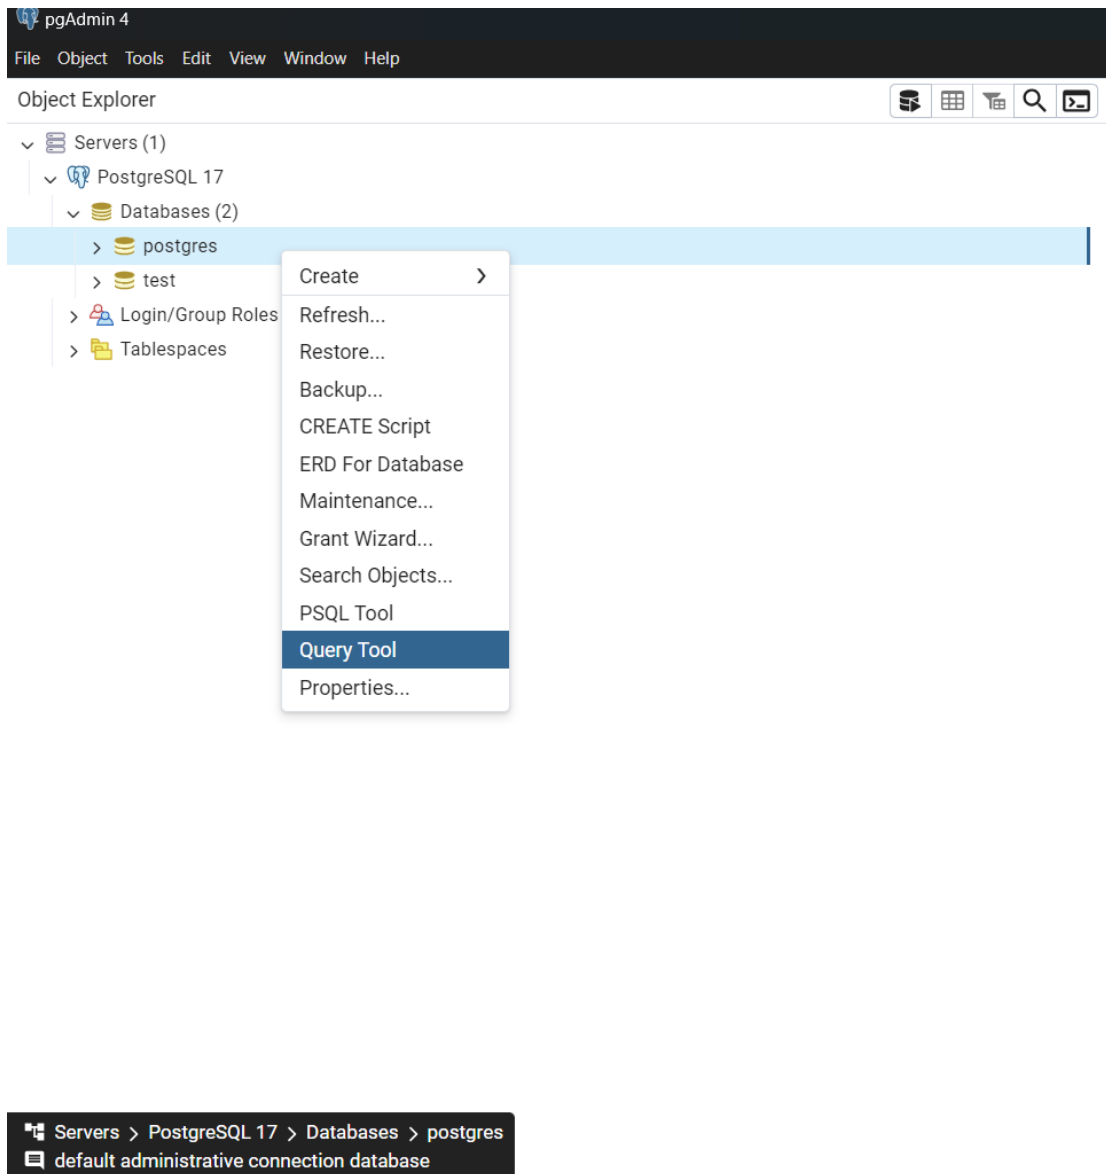 pgAdmin 4
File Object Tools Edit View Window Help
Object Explorer
Servers (1)
PostgreSQL 17
Databases (2)
postgres
test
Login/Group Roles
Tablespaces
Create
Refresh...
Restore...
Backup...
CREATE Script
ERD For Database
Maintenance...
Grant Wizard...
Search Objects...
PSQL Tool
Query Tool
Properties...
Servers > PostgreSQL 17 > Databases > postgres
default administrative connection database